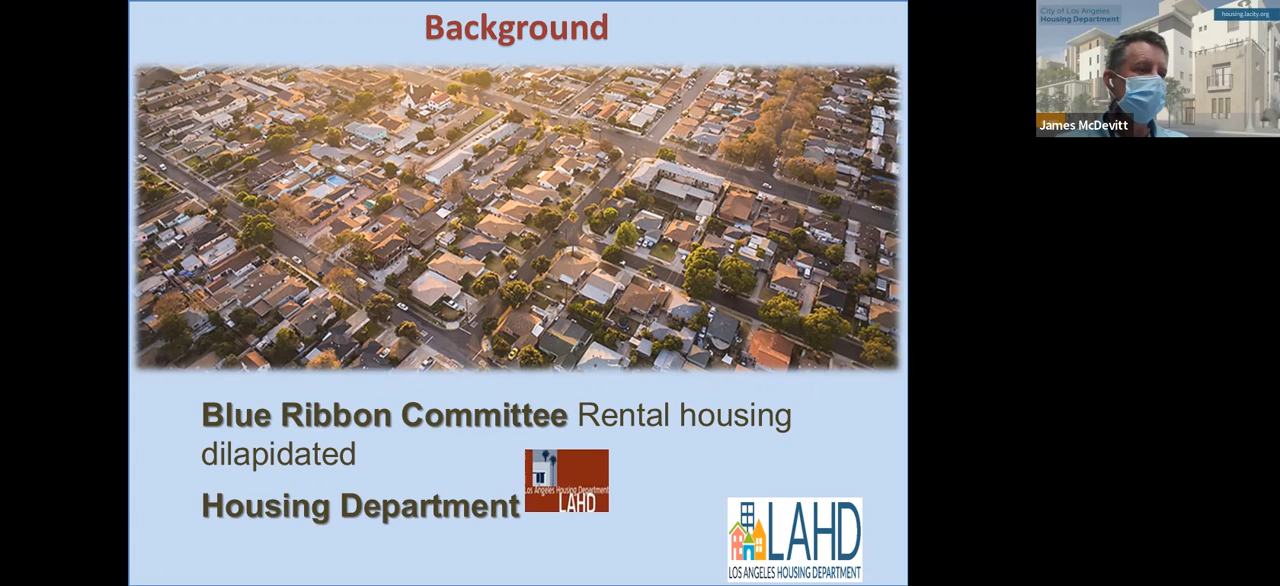 Background
City of Los Angeles
Housing Department
housing.lacity.org
James McDevitt
Blue Ribbon Committee Rental housing
dilapidated
Los Angeles Housing Department
LAHD
Housing Department
LAHD
LOS ANGELES HOUSING DEPARTMENT